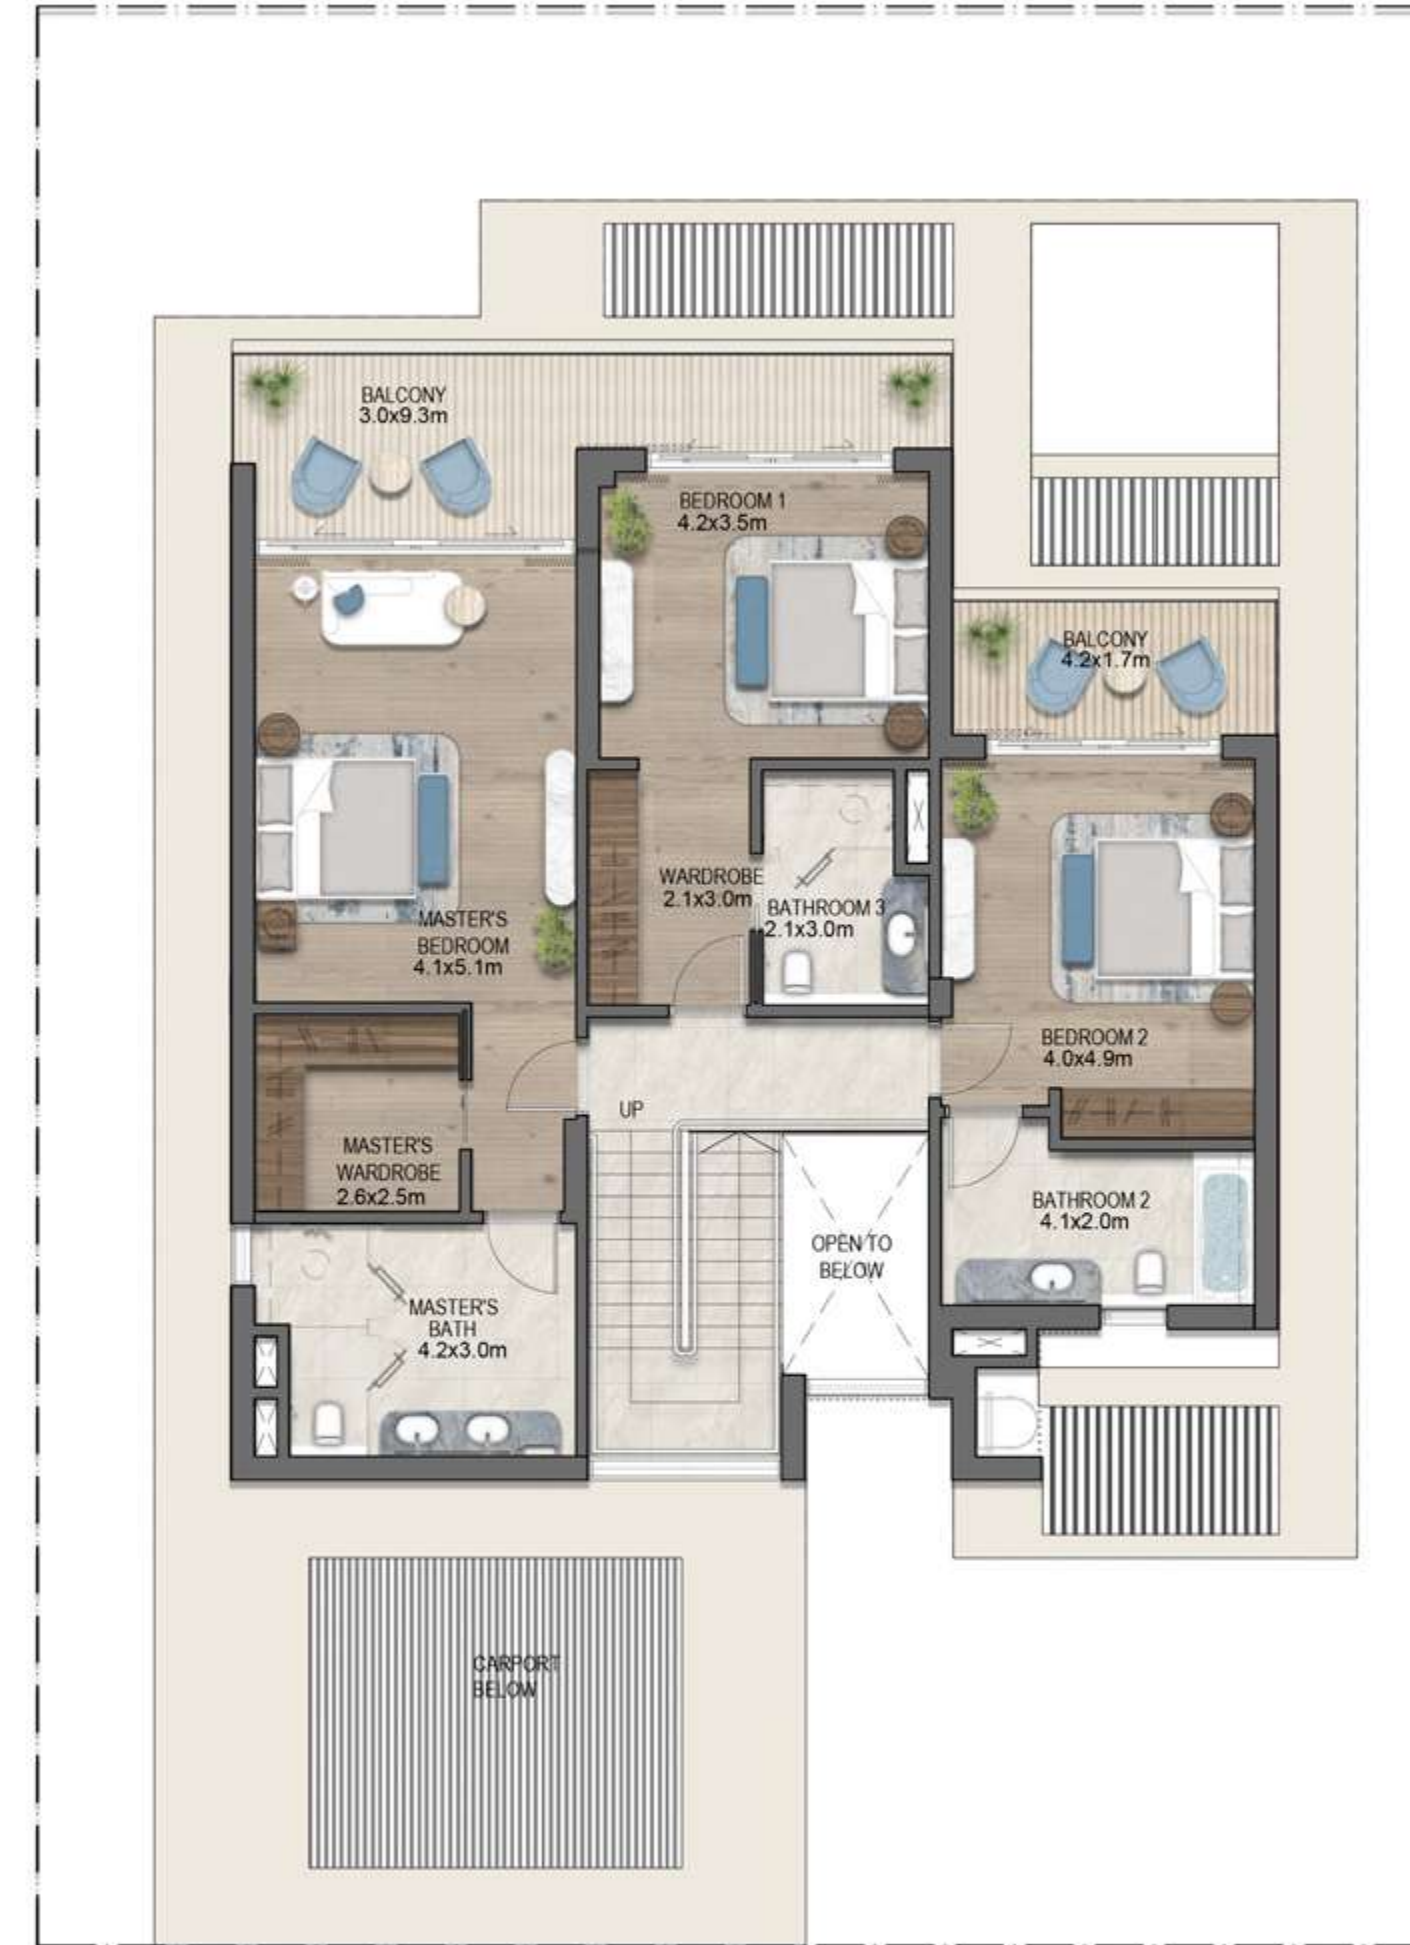 BALCONY
3.0x9.3m
BEDROOM 1
4.2x3.5m
BALCONY
4.2x1.7m
WARDROBE
2.1x3.0m
BATHROOM 3
2.1x3.0m
MASTER'S
BEDROOM
4.1x5.1m
BEDROOM 2
4.0x4.9m
UP
MASTER'S
WARDROBE
2.6x2.5m
BATHROOM 2
4.1x2.0m
OPEN TO
BELOW
MASTER'S
BATH
4.2x3.0m
CARPORT
BELOW